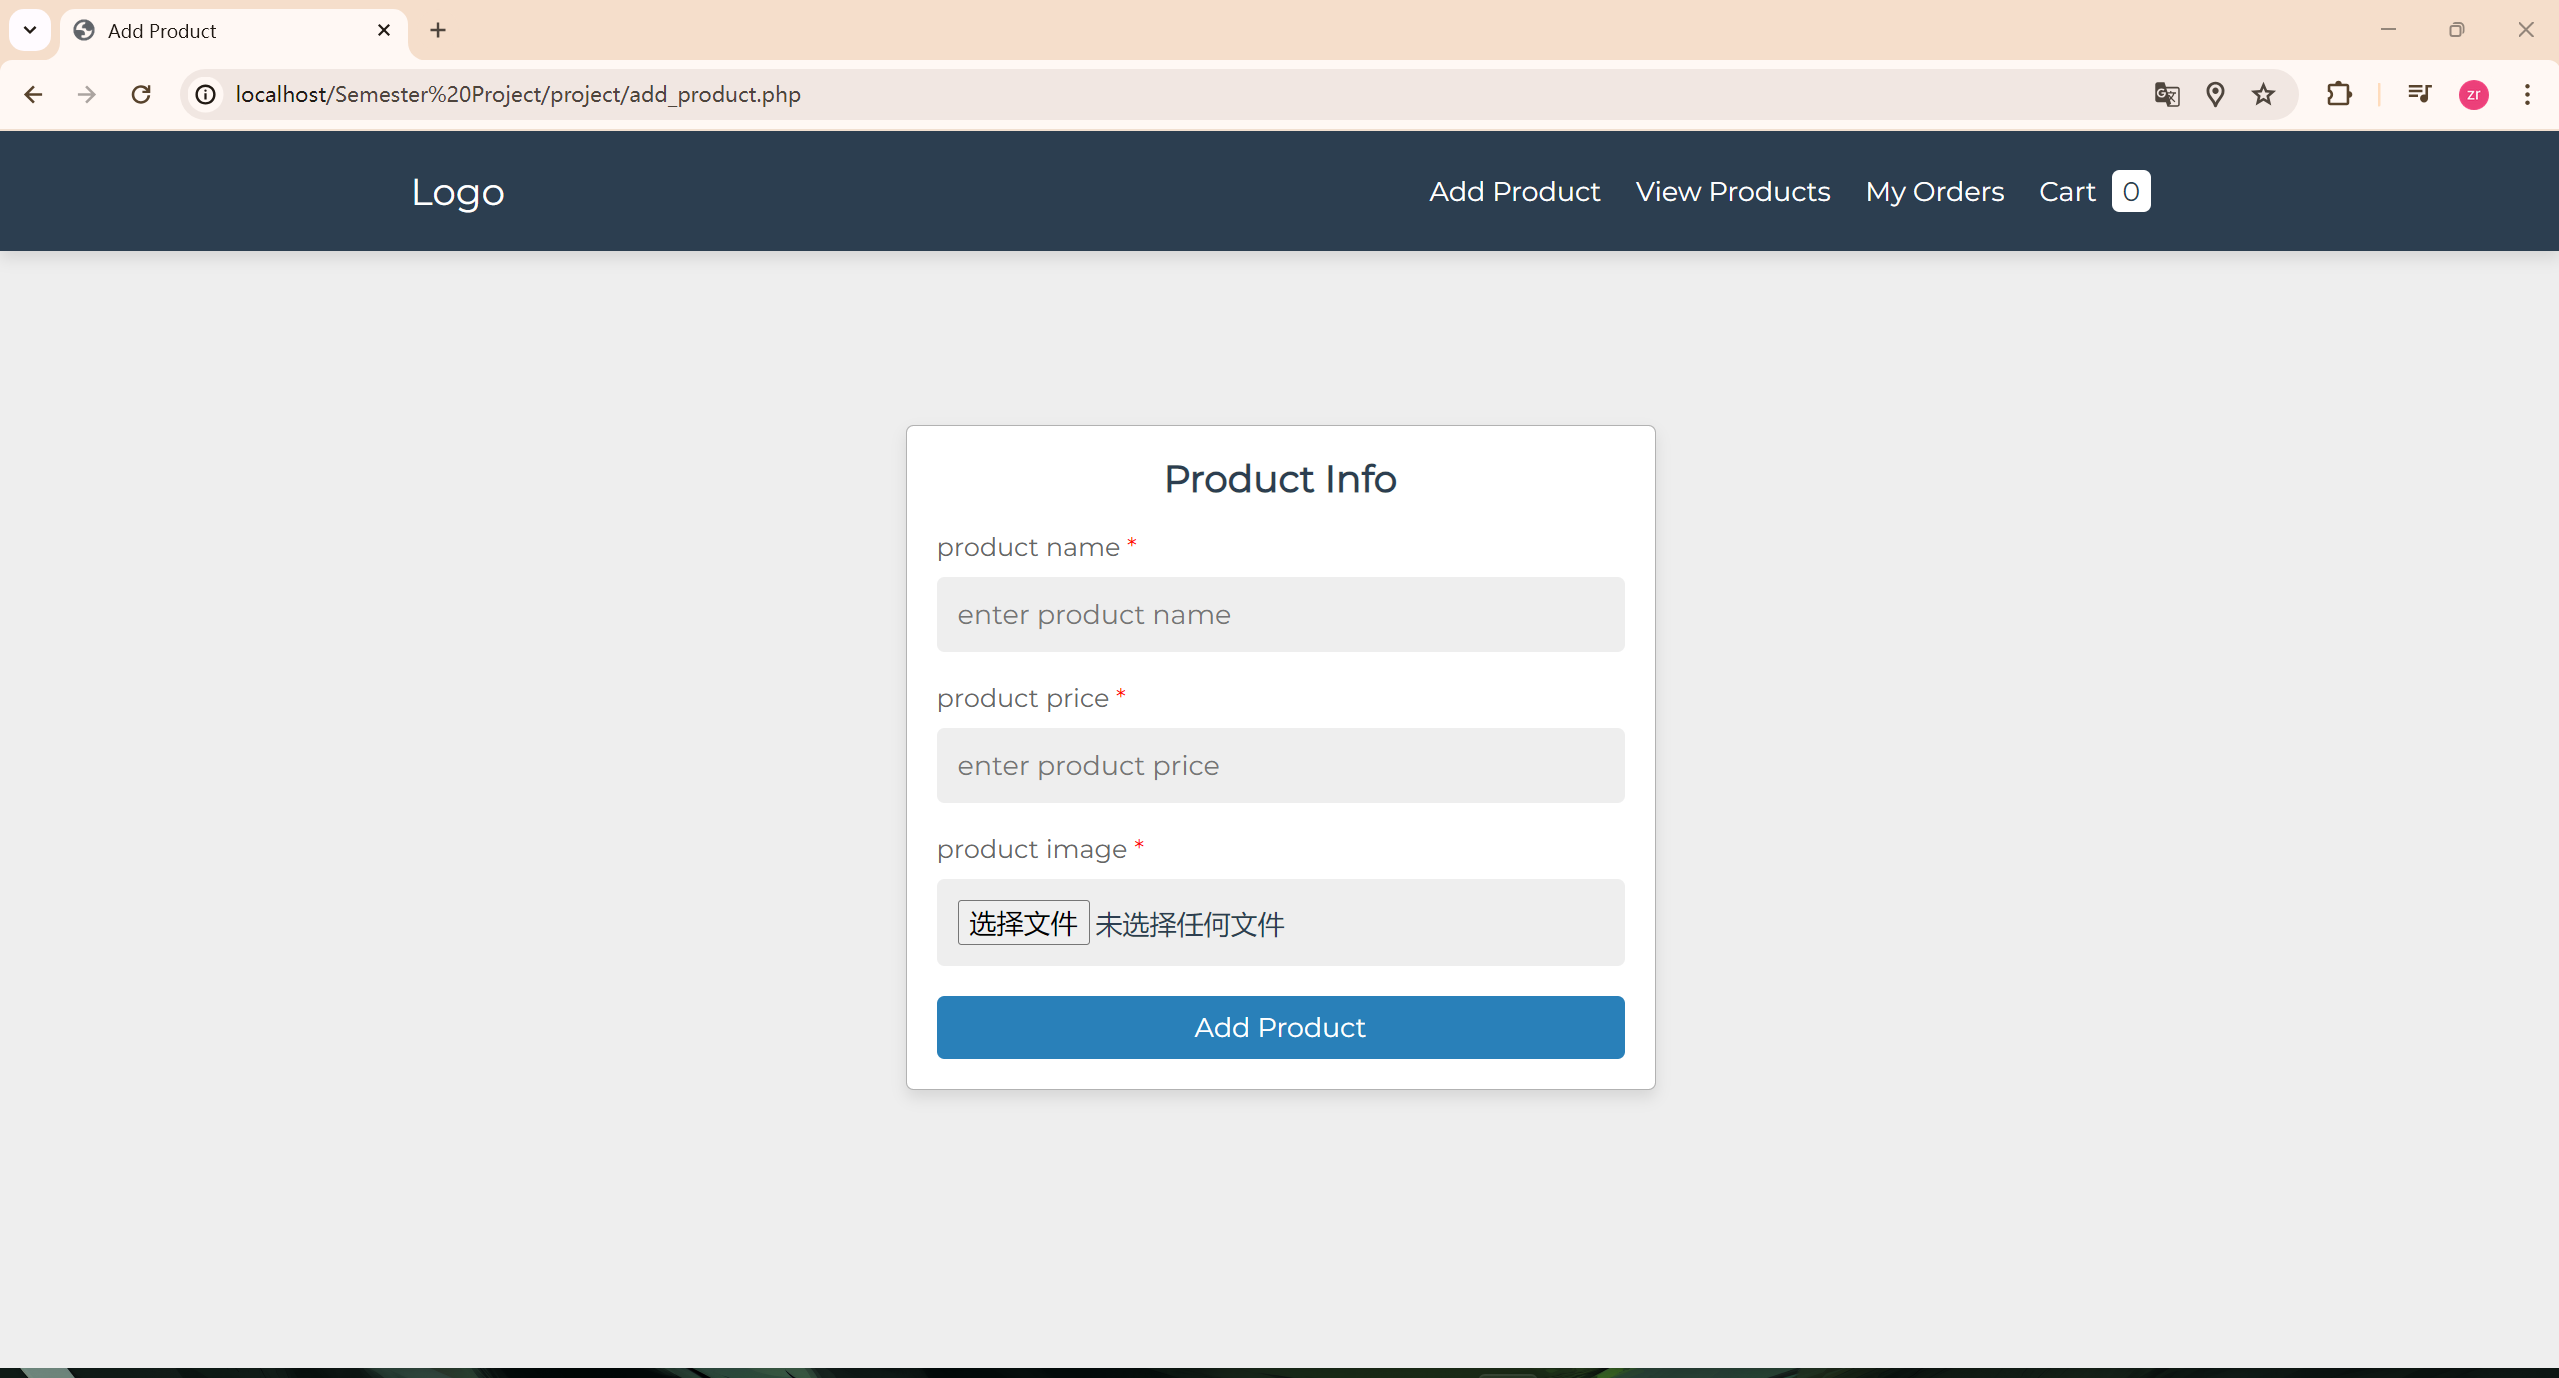 Add Product
localhost/Semester%20Project/project/add_product.php
zr
Logo
Add Product
View Products
My Orders
Cart 0
Product Info
product name *
enter product name
product price *
enter product price
product image *
选择文件 未选择任何文件
Add Product